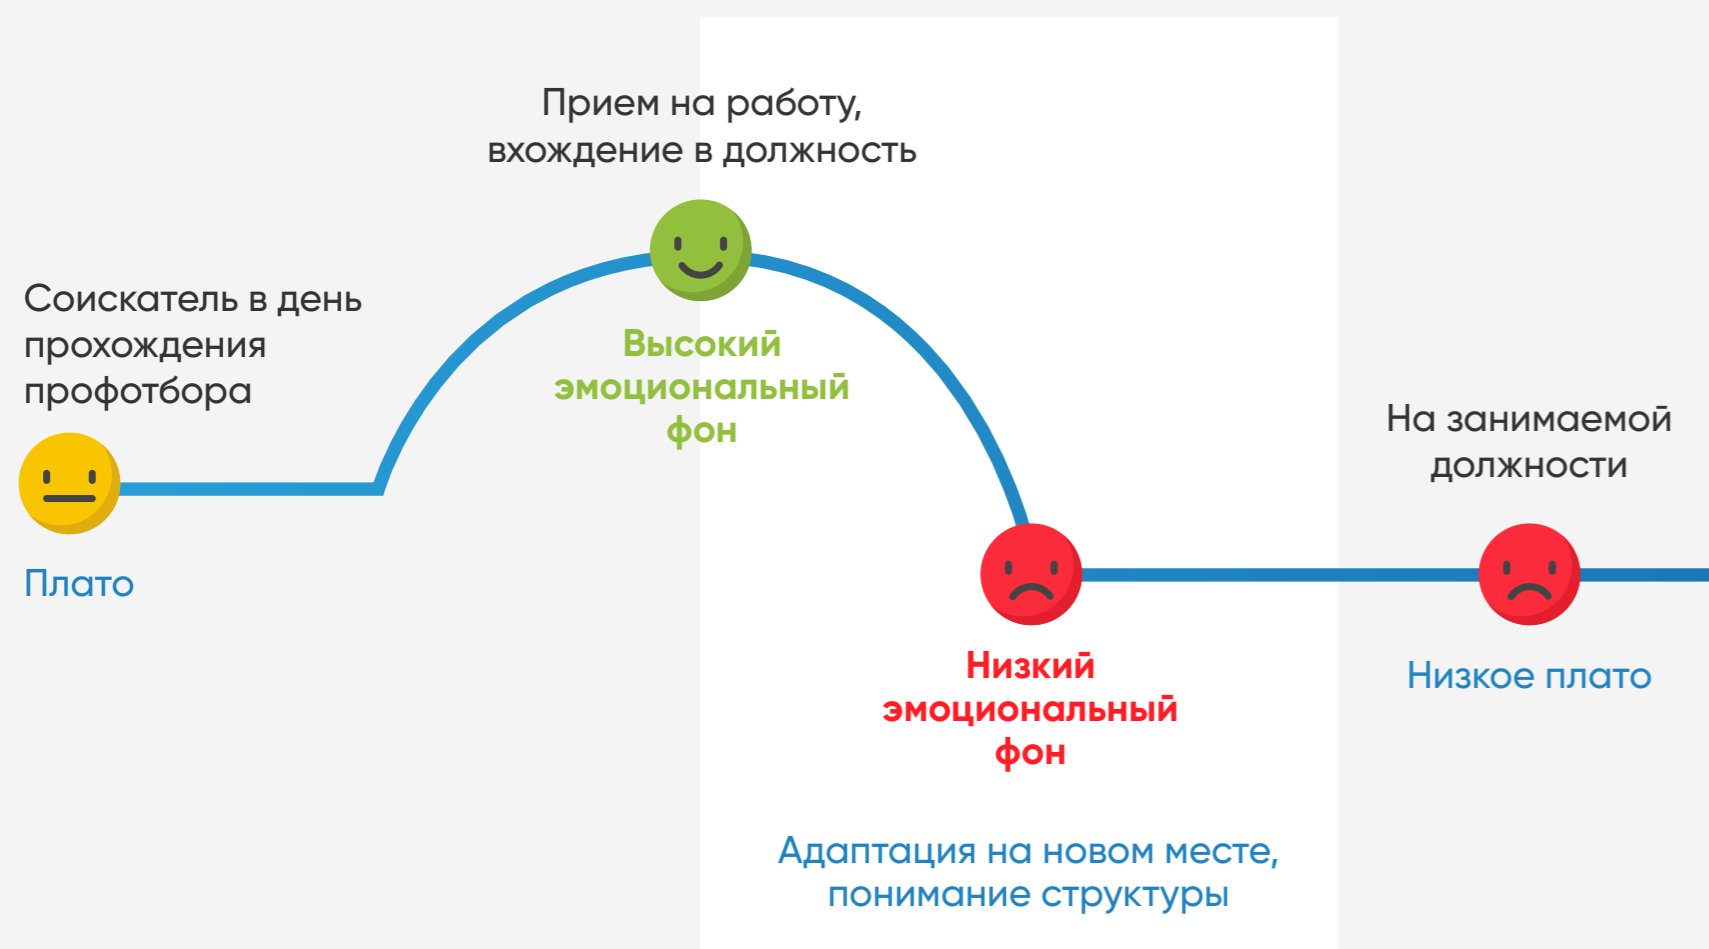 Прием на работу,
вхождение в должность
Соискатель в день
прохождения
профотбора
Высокий
эмоциональный
фон
На занимаемой
должности
Плато
Низкий
эмоциональный
фон
Низкое плато
Адаптация на новом месте,
понимание структуры